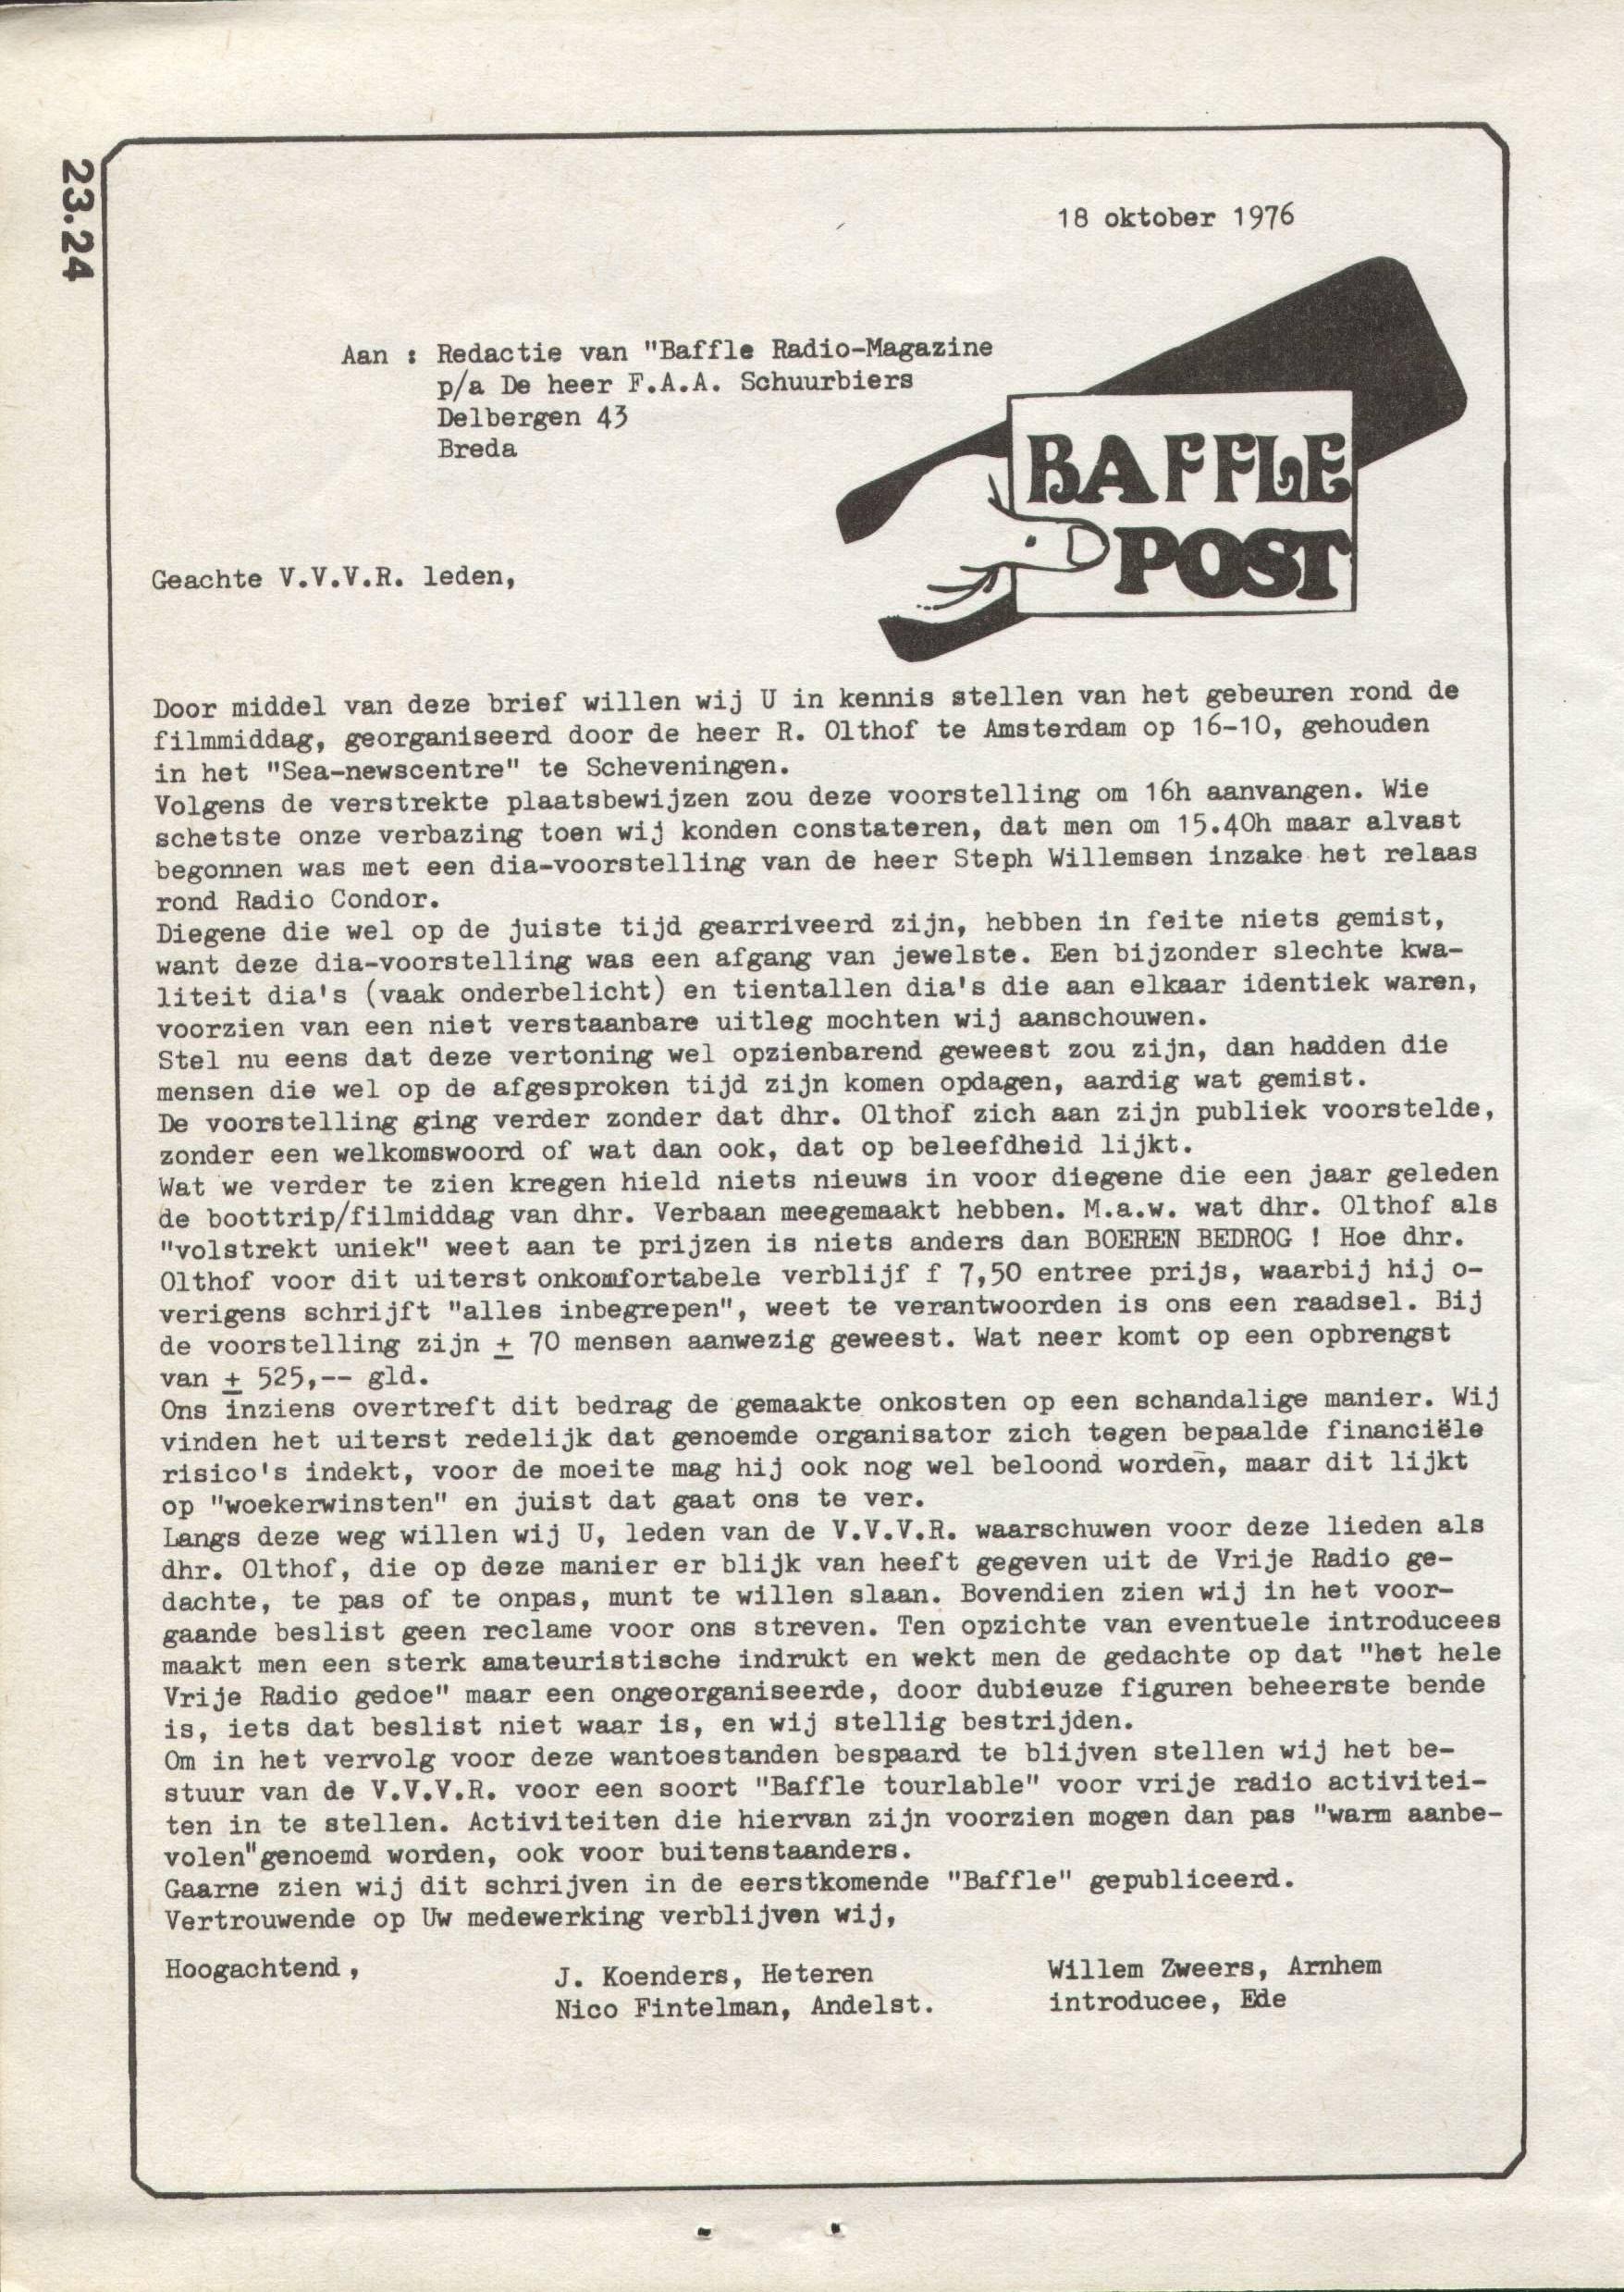 23.24
18 oktober 1976
Aan : Redactie van "Baffle Radio-Magazine
p/a De heer F.A.A. Schuurbiers
Delbergen 43
Breda
BAFFLE
POST
Geachte V.V.V.R. leden,
Door middel van deze brief willen wij U in kennis stellen van het gebeuren rond de
filmmiddag, georganiseerd door de heer R. Olthof te Amsterdam op 16-10, gehouden
in het "Sea-newscentre" te Scheveningen.
Volgens de verstrekte plaatsbewijzen zou deze voorstelling om 16h aanvangen. Wie
schetste onze verbazing toen wij konden constateren, dat men om 15.40h maar alvast
begonnen was met een dia-voorstelling van de heer Steph Willemsen inzake het relaas
rond Radio Condor.
Diegene die wel op de juiste tijd gearriveerd zijn, hebben in feite niets gemist,
want deze dia-voorstelling was een afgang van jewelste. Een bijzonder slechte kwa-
liteit dia's (vaak onderbelicht) en tientallen dia's die aan elkaar identiek waren,
voorzien van een niet verstaanbare uitleg mochten wij aanschouwen.
Stel nu eens dat deze vertoning wel opzienbarend geweest zou zijn, dan hadden die
mensen die wel op de afgesproken tijd zijn komen opdagen, aardig wat gemist.
De voorstelling ging verder zonder dat dhr. Olthof zich aan zijn publiek voorstelde,
zonder een welkomswoord of wat dan ook, dat op beleefdheid lijkt.
Wat we verder te zien kregen hield niets nieuws in voor diegene die een jaar geleden
de boottrip/filmiddag van dhr. Verbaan meegemaakt hebben. M.a.w. wat dhr. Olthof als
"volstrekt uniek" weet aan te prijzen is niets anders dan BOEREN BEDROG ! Hoe dhr.
Olthof voor dit uiterst onkomfortabele verblijf f 7,50 entree prijs, waarbij hij o-
verigens schrijft "alles inbegrepen", weet te verantwoorden is ons een raadsel. Bij
de voorstelling zijn ± 70 mensen aanwezig geweest. Wat neer komt op een opbrengst
van ± 525,-- gld.
Ons inziens overtreft dit bedrag de gemaakte onkosten op een schandalige manier. Wij
vinden het uiterst redelijk dat genoemde organisator zich tegen bepaalde financiële
risico's indekt, voor de moeite mag hij ook nog wel beloond worden, maar dit lijkt
op "woekerwinsten" en juist dat gaat ons te ver.
Langs deze weg willen wij U, leden van de V.V.V.R. waarschuwen voor deze lieden als
dhr. Olthof, die op deze manier er blijk van heeft gegeven uit de Vrije Radio ge-
dachte, te pas of te onpas, munt te willen slaan. Bovendien zien wij in het voor-
gaande beslist geen reclame voor ons streven. Ten opzichte van eventuele introducees
maakt men een sterk amateuristische indrukt en wekt men de gedachte op dat "het hele
Vrije Radio gedoe" maar een ongeorganiseerde, door dubieuze figuren beheerste bende
is, iets dat beslist niet waar is, en wij stellig bestrijden.
Om in het vervolg voor deze wantoestanden bespaard te blijven stellen wij het be-
stuur van de V.V.V.R. voor een soort "Baffle tourlable" voor vrije radio activitei-
ten in te stellen. Activiteiten die hiervan zijn voorzien mogen dan pas "warm aanbe-
volen"genoemd worden, ook voor buitenstaanders.
Gaarne zien wij dit schrijven in de eerstkomende "Baffle" gepubliceerd.
Vertrouwende op Uw medewerking verblijven wij,
Hoogachtend,
J. Koenders, Heteren
Nico Fintelman, Andelst.
Willem Zweers, Arnhem
introducee, Ede